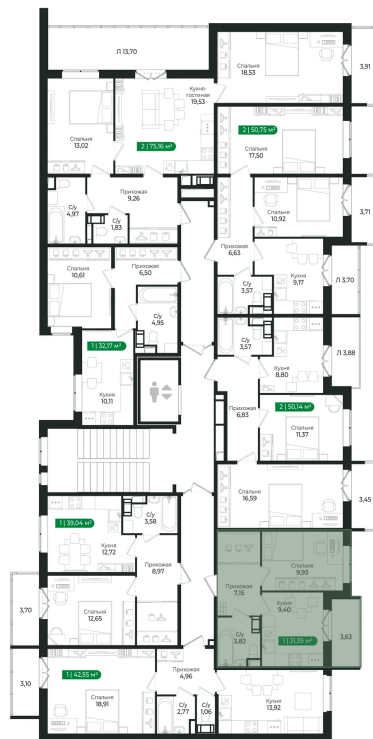 Л 13,70
Спальня
18,53
3,91
Кухня-
гостиная
19,53
Спальня
13,02
2 | 75,16 м²
2 | 50,75 м²
Спальня
17,50
С/у
4,97
Прихожая
9,26
С/у
1,83
Спальня
10,92
3,71
Прихожая
6,63
Спальня
10,61
Прихожая
6,50
Кухня
9,17
Л 3,70
С/у
3,57
С/у
4,95
С/у
3,57
1 | 32,17 м²
Кухня
10,11
Кухня
8,80
Л 3,88
2 | 50,14 м²
Прихожая
6,83
Спальня
11,37
Спальня
16,59
3,45
С/у
3,58
1 | 39,04 м²
Кухня
12,72
Прихожая
8,97
Спальня
9,93
Прихожая
7,15
Кухня
9,40
3,70
Спальня
12,65
С/у
3,82
1 | 31,39 м²
3,63
3,10
1 | 42,55 м²
Спальня
18,91
Прихожая
4,96
С/у
2,77
С/у
1,06
Кухня
13,92